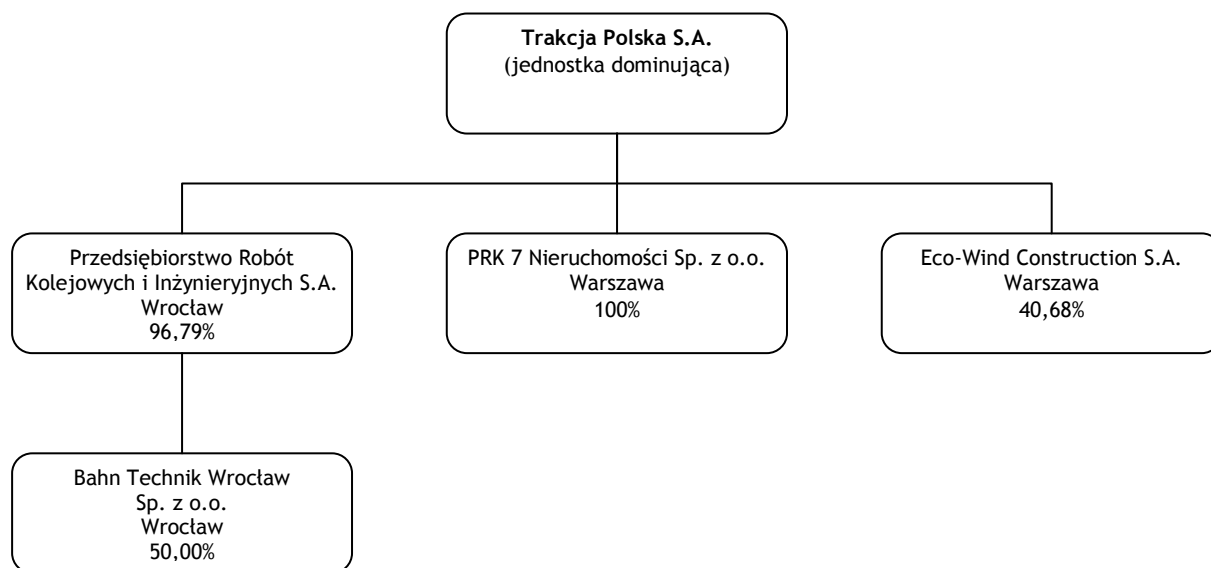 Trakcja Polska S.A.
(jednostka dominująca)
Przedsiębiorstwo Robót
Kolejowych i Inżynieryjnych S.A.
Wrocław
96,79%
PRK 7 Nieruchomości Sp. z o.o.
Warszawa
100%
Eco-Wind Construction S.A.
Warszawa
40,68%
Bahn Technik Wrocław
Sp. z o.o.
Wrocław
50,00%